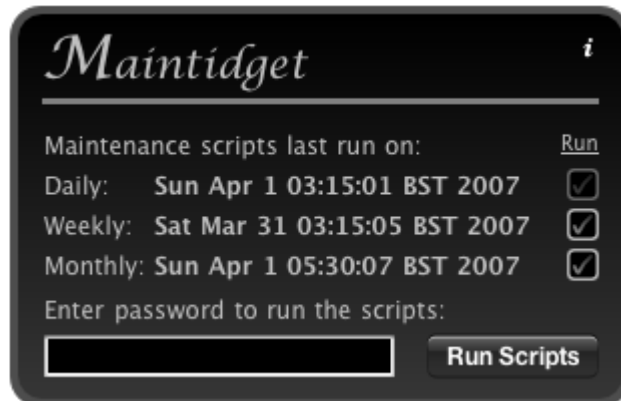 Maintidget
i
Maintenance scripts last run on: Run
Daily: Sun Apr 1 03:15:01 BST 2007
Weekly: Sat Mar 31 03:15:05 BST 2007
Monthly: Sun Apr 1 05:30:07 BST 2007
Enter password to run the scripts:
Run Scripts